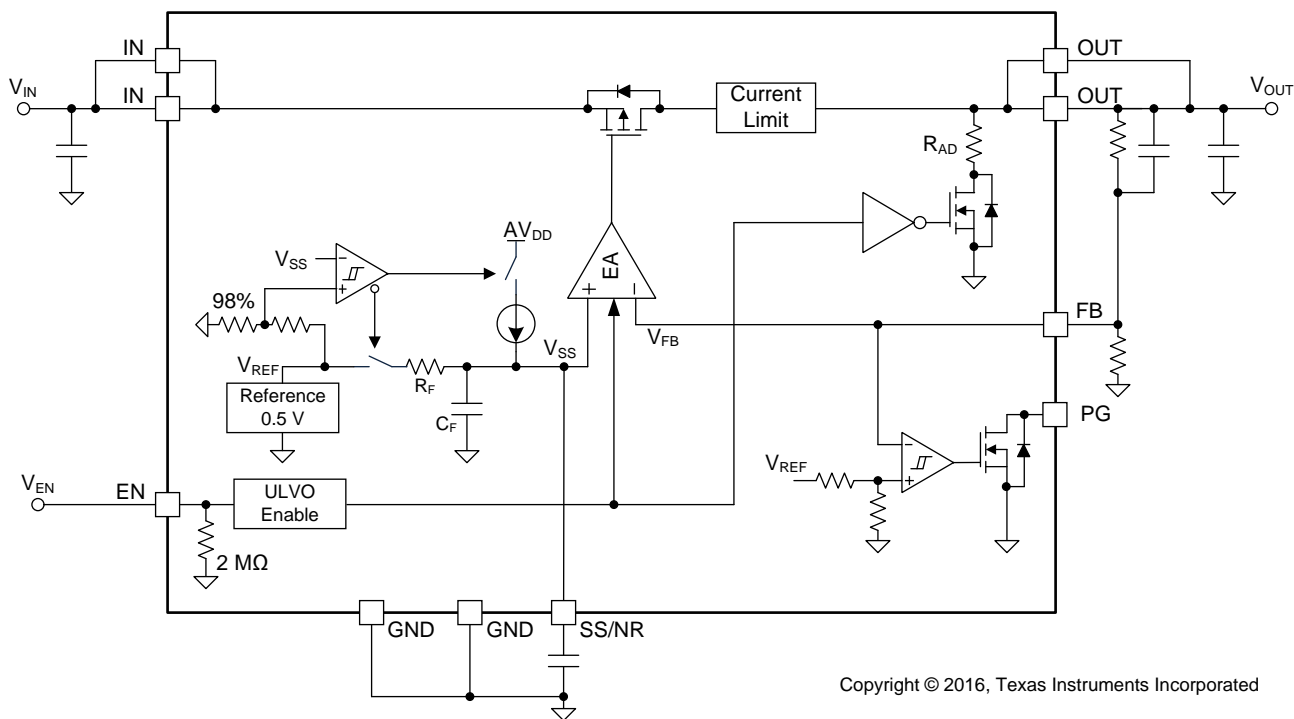 IN
OUT
V_IN
IN
OUT
V_OUT
Current
Limit
R_AD
AV_DD
V_SS
EA
98%
FB
V_FB
V_SS
V_REF
R_F
Reference
0.5 V
C_F
PG
V_REF
V_EN
EN
ULVO
Enable
2 MΩ
GND
GND
SS/NR
Copyright © 2016, Texas Instruments Incorporated